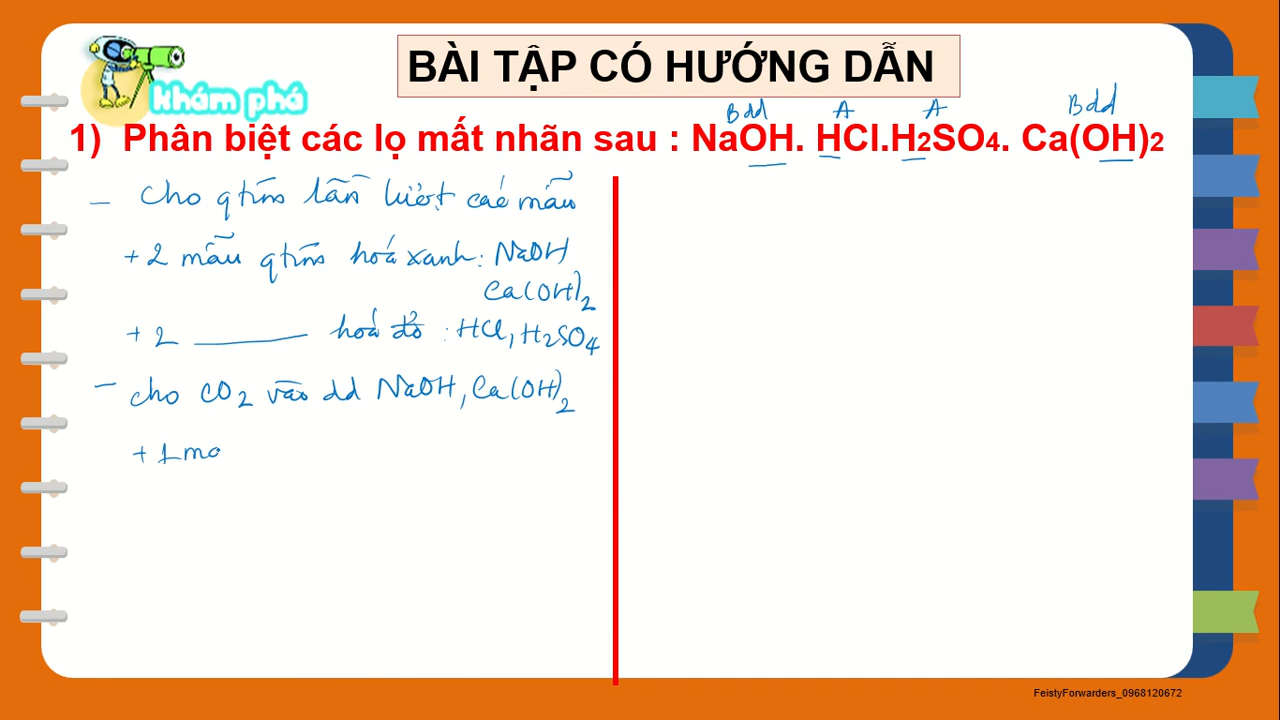 khám phá
BÀI TẬP CÓ HƯỚNG DẪN
Bdd A A Bdd
1) Phân biệt các lọ mất nhãn sau : NaOH. HCl.H2SO4. Ca(OH)2
- Cho qtím lần lượt các mẫu
+ 2 mẫu qtím hoá xanh: NaOH
Ca(OH)2
+ 2 ______ hoá đỏ : HCl, H2SO4
- cho CO2 vào dd NaOH, Ca(OH)2
+ 1 mơ
FeistyForwarders_0968120672